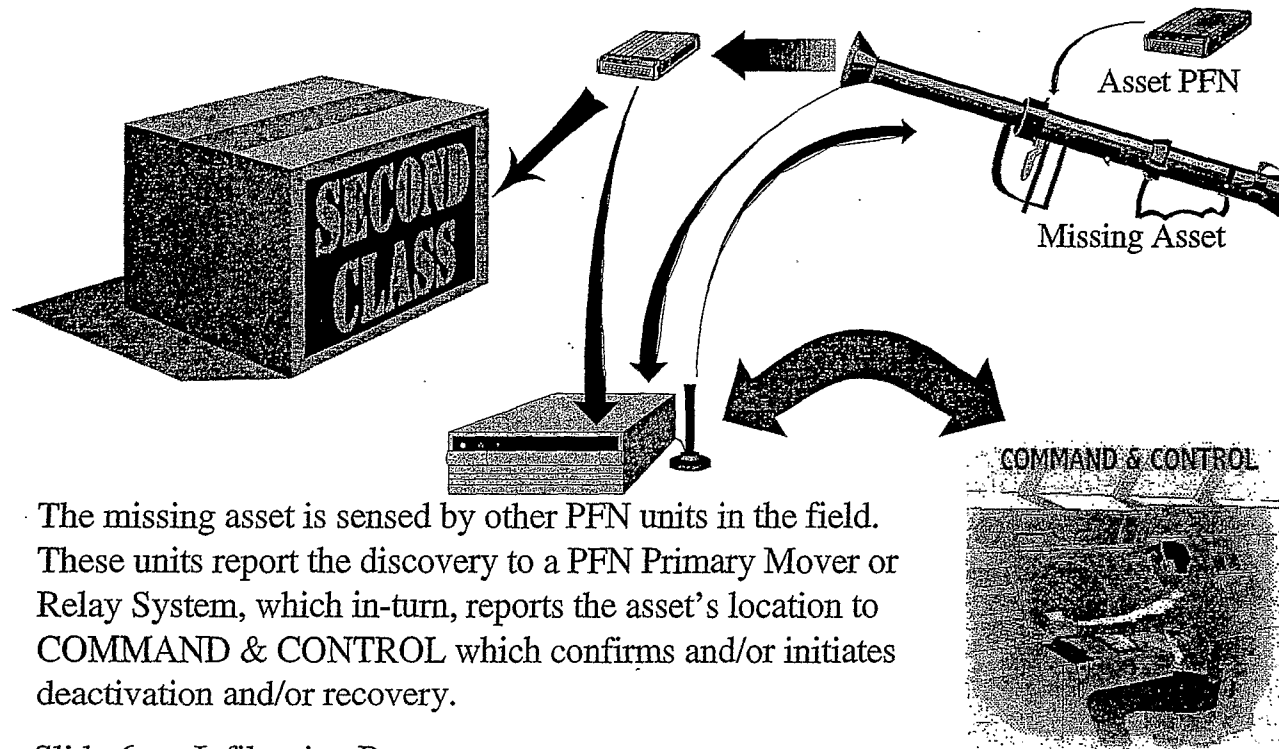 Asset PFN
SECOND
CLASS
Missing Asset
COMMAND & CONTROL
The missing asset is sensed by other PFN units in the field.
These units report the discovery to a PFN Primary Mover or
Relay System, which in-turn, reports the asset's location to
COMMAND & CONTROL which confirms and/or initiates
deactivation and/or recovery.